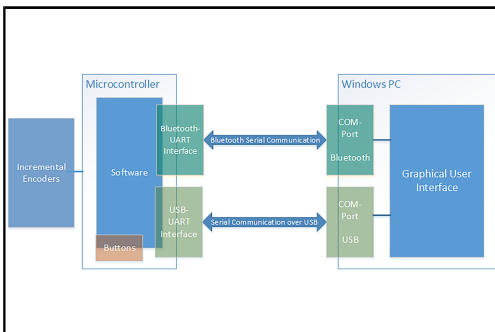 Microcontroller
Windows PC
Incremental
Encoders
Software
Bluetooth-
UART
Interface
Bluetooth Serial Communication
COM-
Port
Bluetooth
Graphical User
Interface
USB-
UART
Interface
Serial Communication over USB
COM-
Port
USB
Buttons